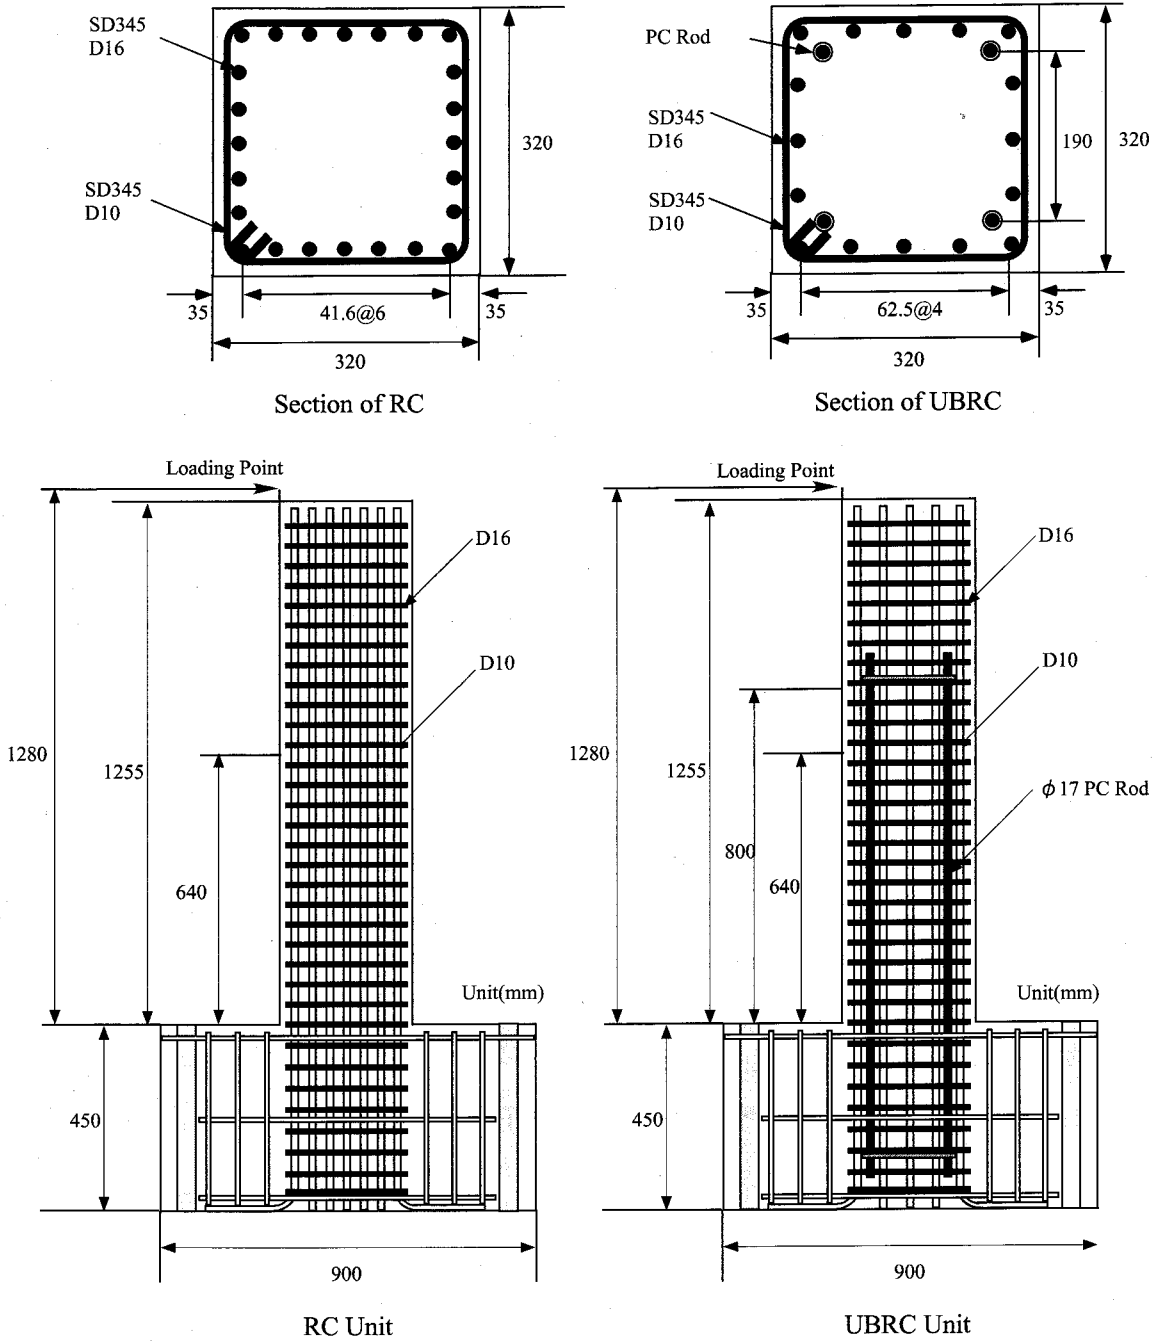 SD345
D16
SD345
D10
320
35
41.6@6
35
320
Section of RC
PC Rod
SD345
D16
SD345
D10
190
320
35
62.5@4
35
320
Section of UBRC
Loading Point
D16
D10
1280
1255
640
Unit(mm)
450
900
RC Unit
Loading Point
D16
D10
1280
1255
ϕ17 PC Rod
800
640
Unit(mm)
450
900
UBRC Unit